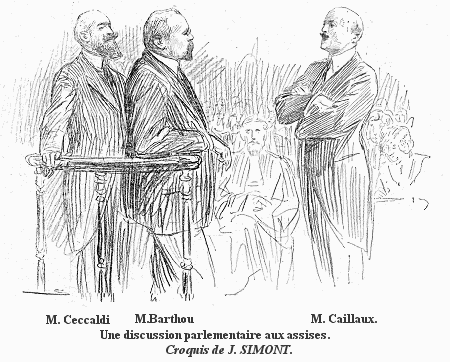 M. Ceccaldi M.Barthou M. Caillaux.
Une discussion parlementaire aux assises.
Croquis de J. SIMONT.